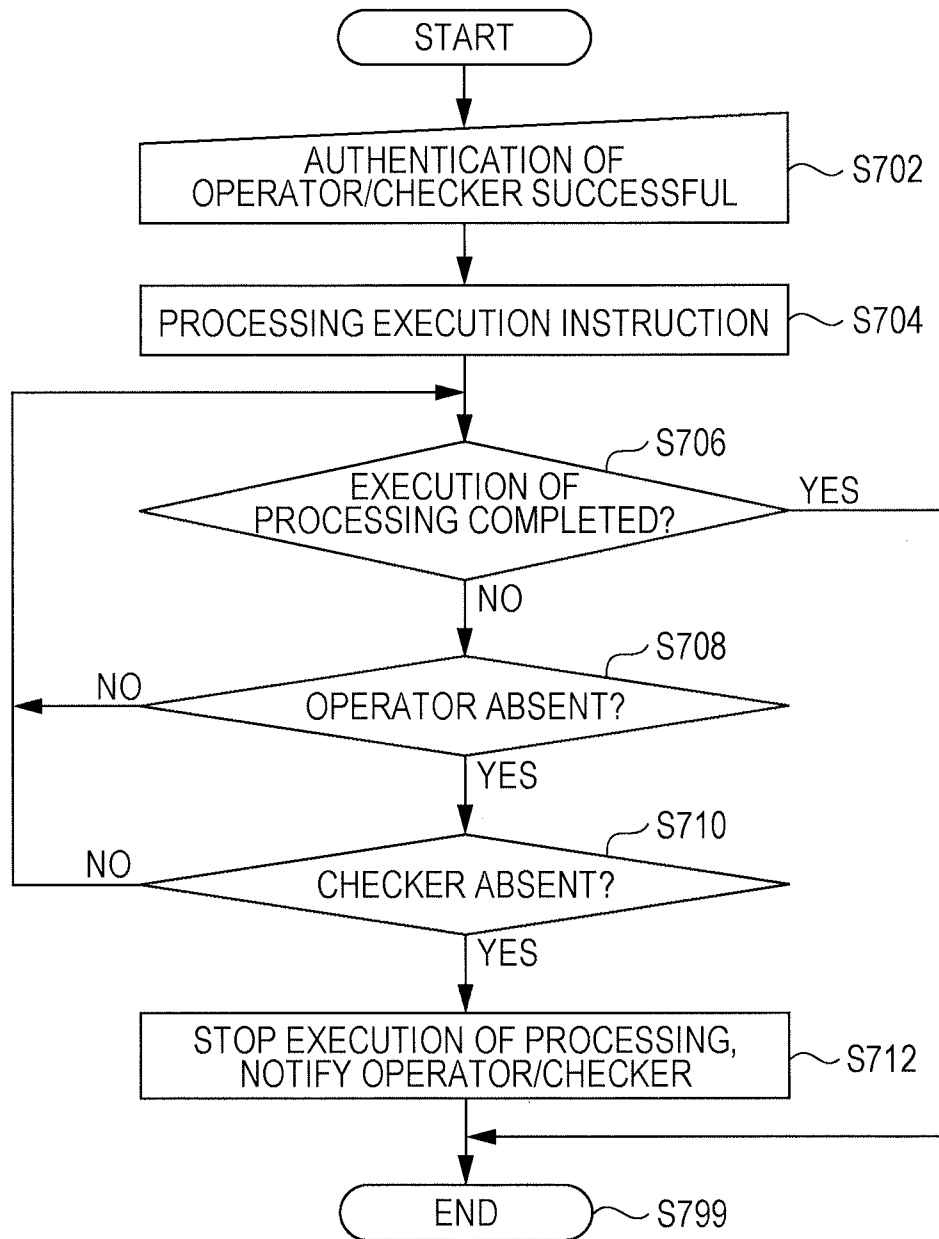 START
AUTHENTICATION OF
OPERATOR/CHECKER SUCCESSFUL
S702
PROCESSING EXECUTION INSTRUCTION
S704
S706
EXECUTION OF
PROCESSING COMPLETED?
YES
NO
S708
NO
OPERATOR ABSENT?
YES
S710
NO
CHECKER ABSENT?
YES
STOP EXECUTION OF PROCESSING,
NOTIFY OPERATOR/CHECKER
S712
END
S799